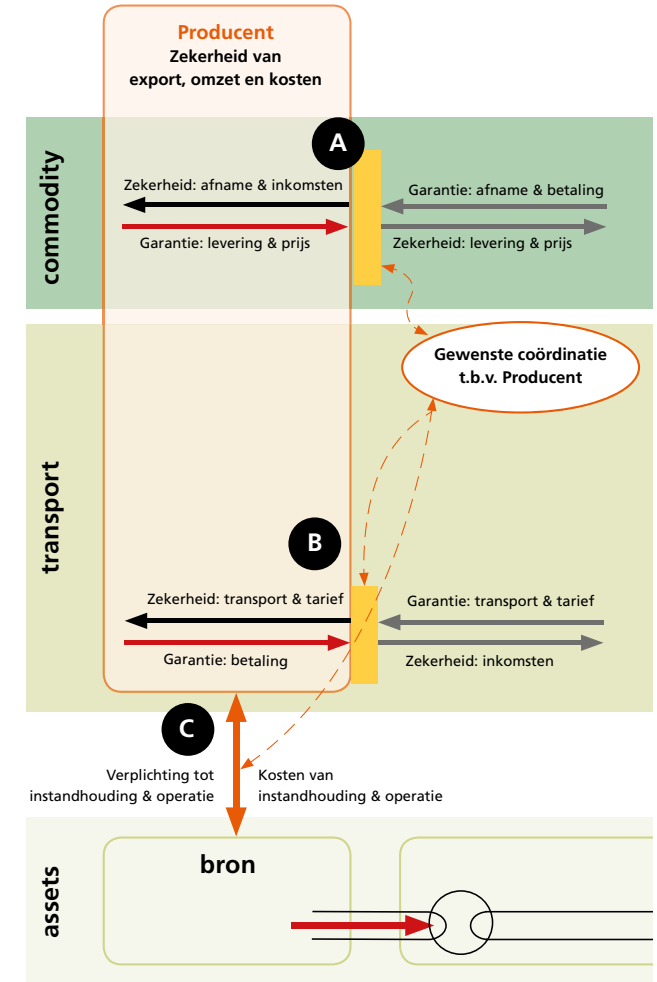 Producent
Zekerheid van
export, omzet en kosten
commodity
A
Zekerheid: afname & inkomsten
Garantie: afname & betaling
Garantie: levering & prijs
Zekerheid: levering & prijs
Gewenste coördinatie
t.b.v. Producent
transport
B
Zekerheid: transport & tarief
Garantie: transport & tarief
Garantie: betaling
Zekerheid: inkomsten
C
Verplichting tot
instandhouding & operatie
Kosten van
instandhouding & operatie
assets
bron